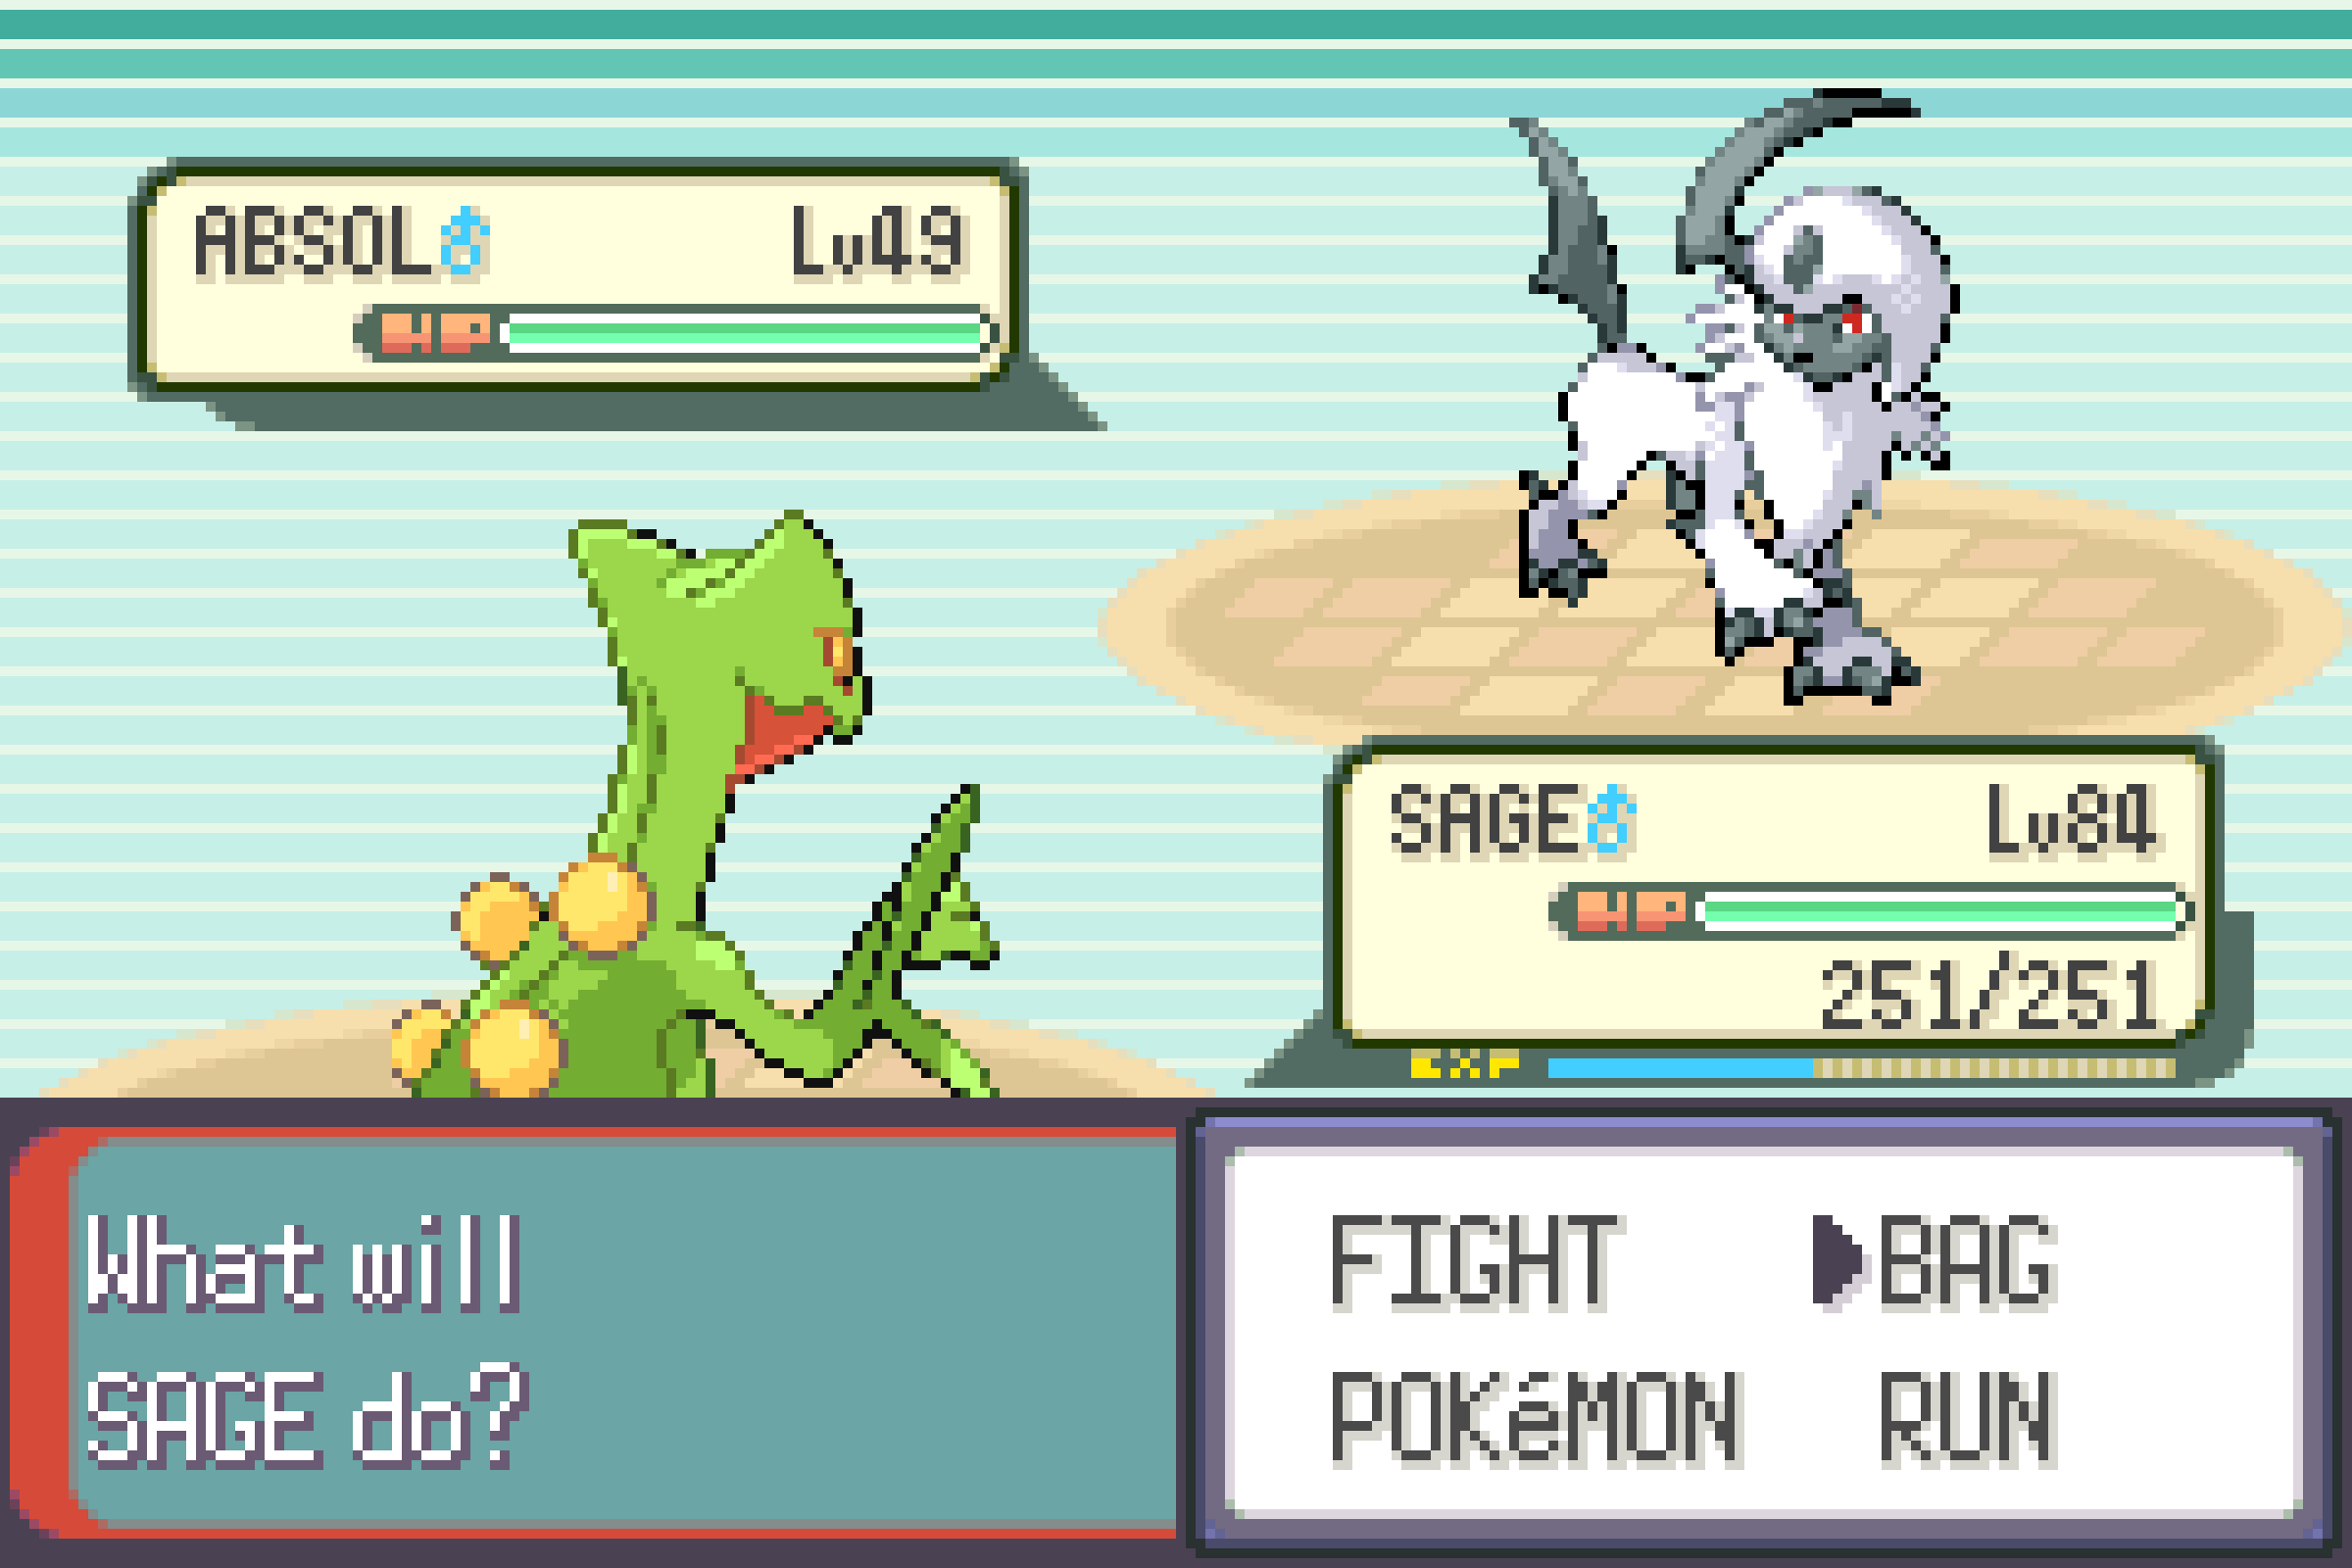 ABSOL♂ Lv49
HP
SAGE♂ Lv84
HP
251/251
EXP
What will
SAGE do?
FIGHT BAG
POKéMON RUN